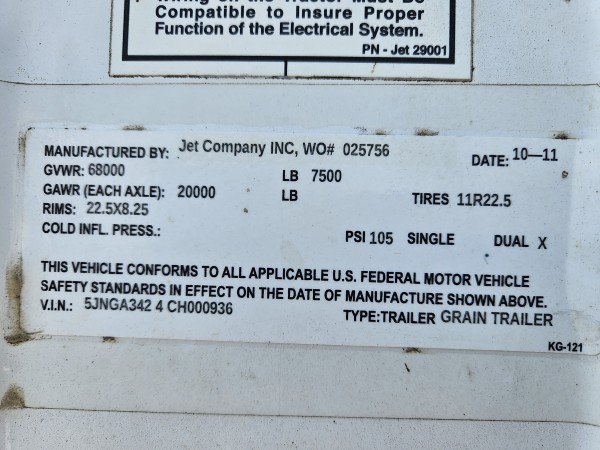 Compatible to Insure Proper
Function of the Electrical System.
PN - Jet 29001
MANUFACTURED BY: Jet Company INC, WO# 025756 DATE: 10—11
GVWR: 68000 LB 7500
GAWR (EACH AXLE): 20000 LB TIRES 11R22.5
RIMS: 22.5X8.25
COLD INFL. PRESS.: PSI 105 SINGLE DUAL X
THIS VEHICLE CONFORMS TO ALL APPLICABLE U.S. FEDERAL MOTOR VEHICLE
SAFETY STANDARDS IN EFFECT ON THE DATE OF MANUFACTURE SHOWN ABOVE.
V.I.N.: 5JNGA342 4 CH000936 TYPE:TRAILER GRAIN TRAILER
KG-121